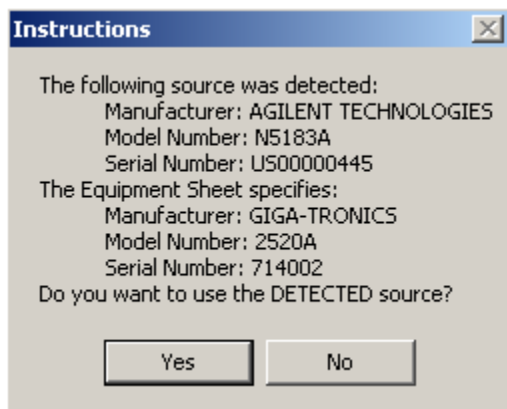 Instructions
The following source was detected:
Manufacturer: AGILENT TECHNOLOGIES
Model Number: N5183A
Serial Number: US00000445
The Equipment Sheet specifies:
Manufacturer: GIGA-TRONICS
Model Number: 2520A
Serial Number: 714002
Do you want to use the DETECTED source?
Yes
No